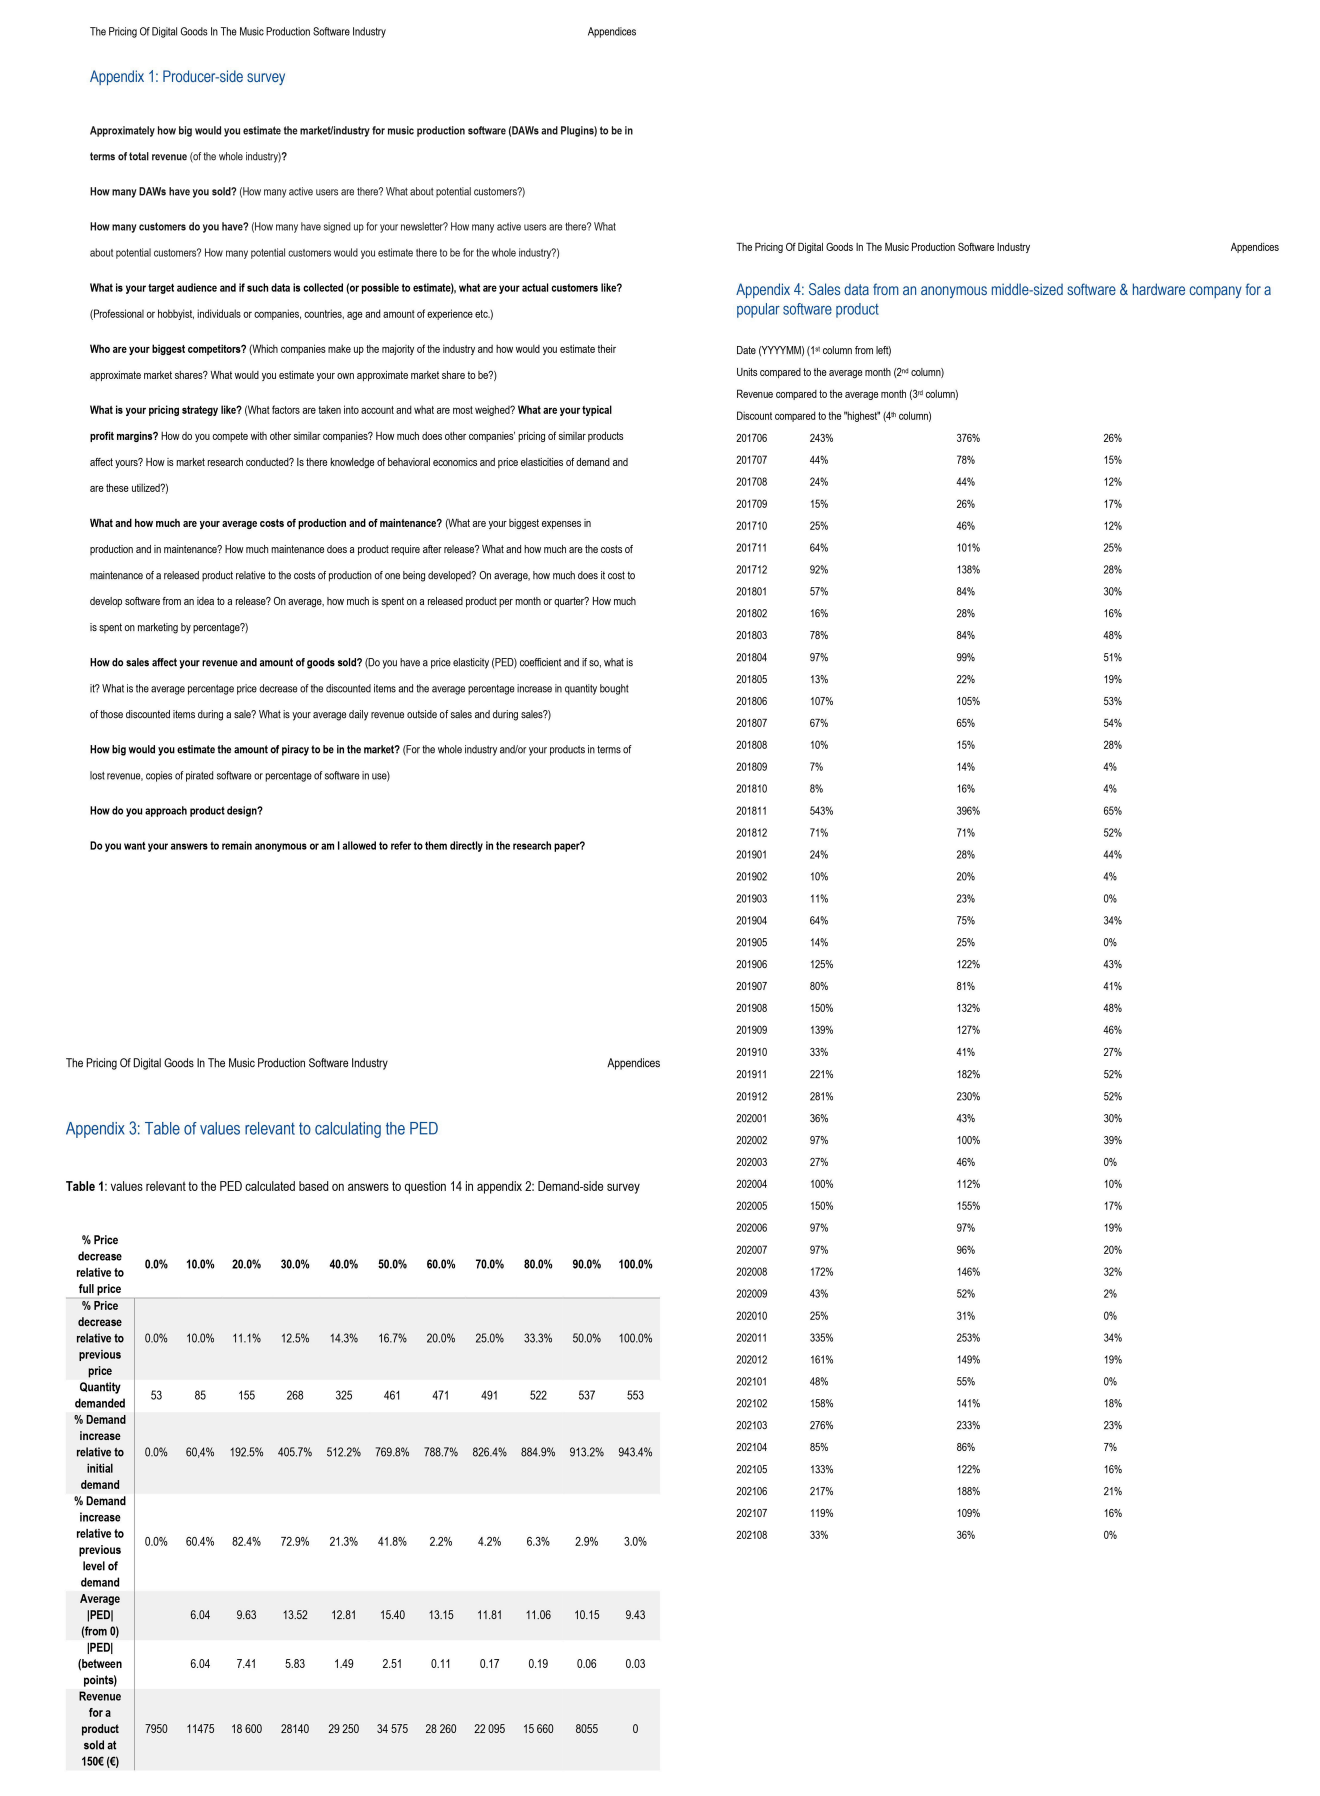 The Pricing Of Digital Goods In The Music Production Software Industry Appendices
Appendix 1: Producer-side survey
Approximately how big would you estimate the market/industry for music production software (DAWs and Plugins) to be in
terms of total revenue (of the whole industry)?
How many DAWs have you sold? (How many active users are there? What about potential customers?)
How many customers do you have? (How many have signed up for your newsletter? How many active users are there? What
about potential customers? How many potential customers would you estimate there to be for the whole industry?)
What is your target audience and if such data is collected (or possible to estimate), what are your actual customers like?
(Professional or hobbyist, individuals or companies, countries, age and amount of experience etc.)
Who are your biggest competitors? (Which companies make up the majority of the industry and how would you estimate their
approximate market shares? What would you estimate your own approximate market share to be?)
What is your pricing strategy like? (What factors are taken into account and what are most weighed? What are your typical
profit margins? How do you compete with other similar companies? How much does other companies' pricing of similar products
affect yours? How is market research conducted? Is there knowledge of behavioral economics and price elasticities of demand and
are these utilized?)
What and how much are your average costs of production and of maintenance? (What are your biggest expenses in
production and in maintenance? How much maintenance does a product require after release? What and how much are the costs of
maintenance of a released product relative to the costs of production of one being developed? On average, how much does it cost to
develop software from an idea to a release? On average, how much is spent on a released product per month or quarter? How much
is spent on marketing by percentage?)
How do sales affect your revenue and amount of goods sold? (Do you have a price elasticity (PED) coefficient and if so, what is
it? What is the average percentage price decrease of the discounted items and the average percentage increase in quantity bought
of those discounted items during a sale? What is your average daily revenue outside of sales and during sales?)
How big would you estimate the amount of piracy to be in the market? (For the whole industry and/or your products in terms of
lost revenue, copies of pirated software or percentage of software in use)
How do you approach product design?
Do you want your answers to remain anonymous or am I allowed to refer to them directly in the research paper?
The Pricing Of Digital Goods In The Music Production Software Industry Appendices
Appendix 3: Table of values relevant to calculating the PED
Table 1: values relevant to the PED calculated based on answers to question 14 in appendix 2: Demand-side survey
% Price
decrease
relative to
full price
0.0% 10.0% 20.0% 30.0% 40.0% 50.0% 60.0% 70.0% 80.0% 90.0% 100.0%
% Price
decrease
relative to
previous
price
0.0% 10.0% 11.1% 12.5% 14.3% 16.7% 20.0% 25.0% 33.3% 50.0% 100.0%
Quantity
demanded
53 85 155 268 325 461 471 491 522 537 553
% Demand
increase
relative to
initial
demand
0.0% 60,4% 192.5% 405.7% 512.2% 769.8% 788.7% 826.4% 884.9% 913.2% 943.4%
% Demand
increase
relative to
previous
level of
demand
0.0% 60.4% 82.4% 72.9% 21.3% 41.8% 2.2% 4.2% 6.3% 2.9% 3.0%
Average
|PED|
(from 0)
6.04 9.63 13.52 12.81 15.40 13.15 11.81 11.06 10.15 9.43
|PED|
(between
points)
6.04 7.41 5.83 1.49 2.51 0.11 0.17 0.19 0.06 0.03
Revenue
for a
product
sold at
150€ (€)
7950 11475 18 600 28140 29 250 34 575 28 260 22 095 15 660 8055 0
The Pricing Of Digital Goods In The Music Production Software Industry Appendices
Appendix 4: Sales data from an anonymous middle-sized software & hardware company for a
popular software product
Date (YYYYMM) (1st column from left)
Units compared to the average month (2nd column)
Revenue compared to the average month (3rd column)
Discount compared to the "highest" (4th column)
201706 243% 376% 26%
201707 44% 78% 15%
201708 24% 44% 12%
201709 15% 26% 17%
201710 25% 46% 12%
201711 64% 101% 25%
201712 92% 138% 28%
201801 57% 84% 30%
201802 16% 28% 16%
201803 78% 84% 48%
201804 97% 99% 51%
201805 13% 22% 19%
201806 107% 105% 53%
201807 67% 65% 54%
201808 10% 15% 28%
201809 7% 14% 4%
201810 8% 16% 4%
201811 543% 396% 65%
201812 71% 71% 52%
201901 24% 28% 44%
201902 10% 20% 4%
201903 11% 23% 0%
201904 64% 75% 34%
201905 14% 25% 0%
201906 125% 122% 43%
201907 80% 81% 41%
201908 150% 132% 48%
201909 139% 127% 46%
201910 33% 41% 27%
201911 221% 182% 52%
201912 281% 230% 52%
202001 36% 43% 30%
202002 97% 100% 39%
202003 27% 46% 0%
202004 100% 112% 10%
202005 150% 155% 17%
202006 97% 97% 19%
202007 97% 96% 20%
202008 172% 146% 32%
202009 43% 52% 2%
202010 25% 31% 0%
202011 335% 253% 34%
202012 161% 149% 19%
202101 48% 55% 0%
202102 158% 141% 18%
202103 276% 233% 23%
202104 85% 86% 7%
202105 133% 122% 16%
202106 217% 188% 21%
202107 119% 109% 16%
202108 33% 36% 0%